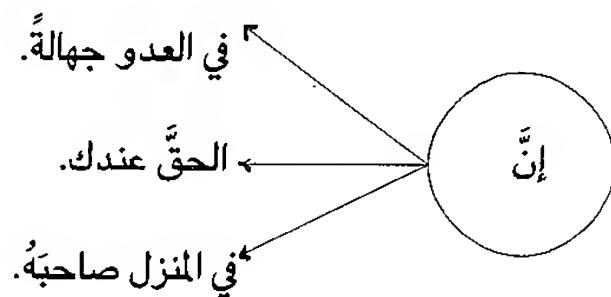 إنَّ
في العدو جهالةً.
الحقَّ عندك.
في المنزل صاحبَهُ.